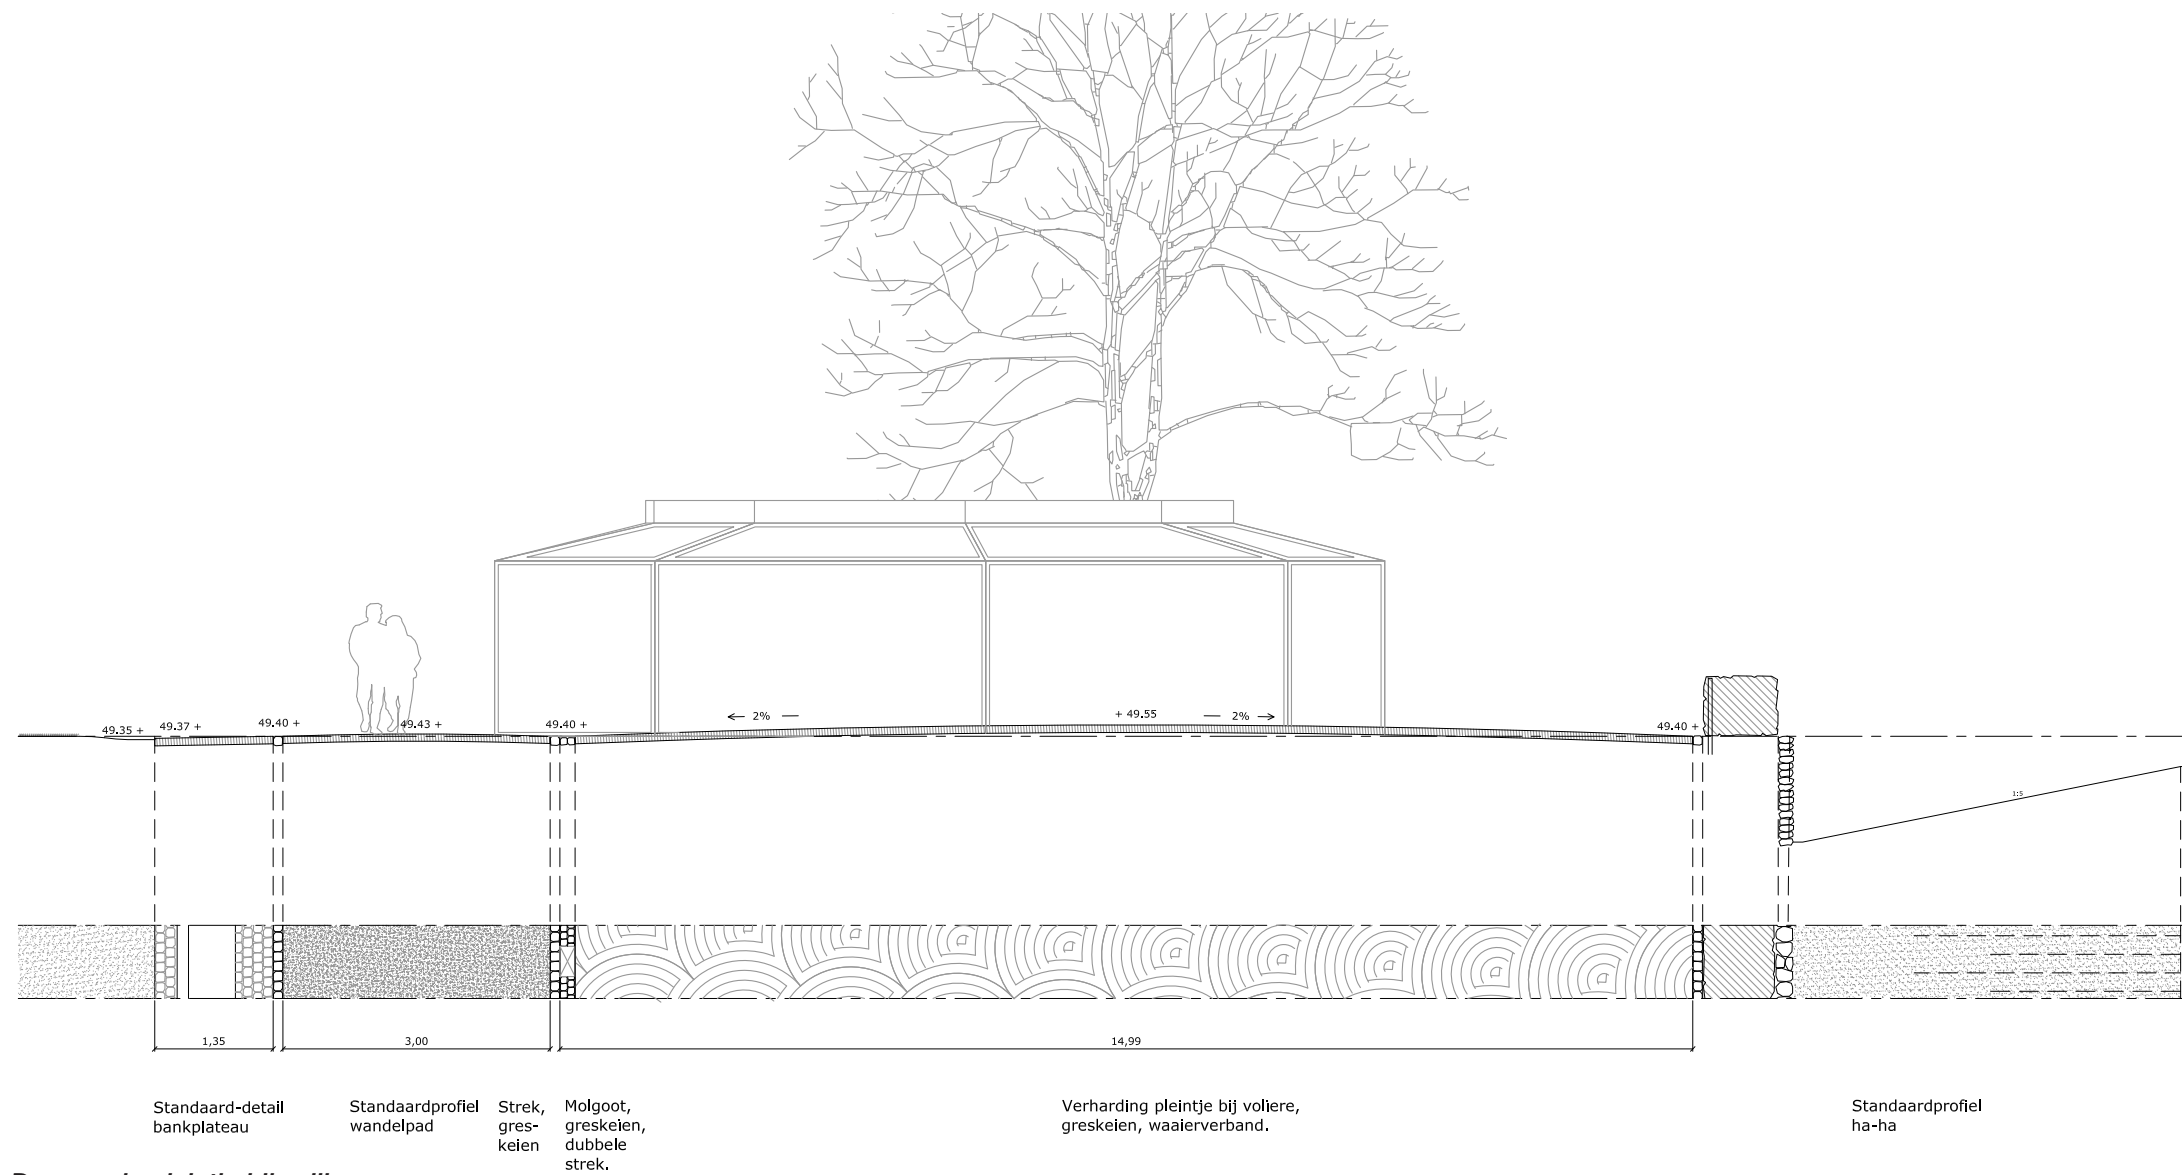 49.35 +
49.37 +
49.40 +
49.43 +
49.40 +
← 2% —
+ 49.55
— 2% →
49.40 +
1:5
1,35
3,00
14,99
Standaard-detail
bankplateau
Standaardprofiel
wandelpad
Strek,
gres-
keien
Molgoot,
greskeien,
dubbele
strek.
Verharding pleintje bij voliere,
greskeien, waaierverband.
Standaardprofiel
ha-ha